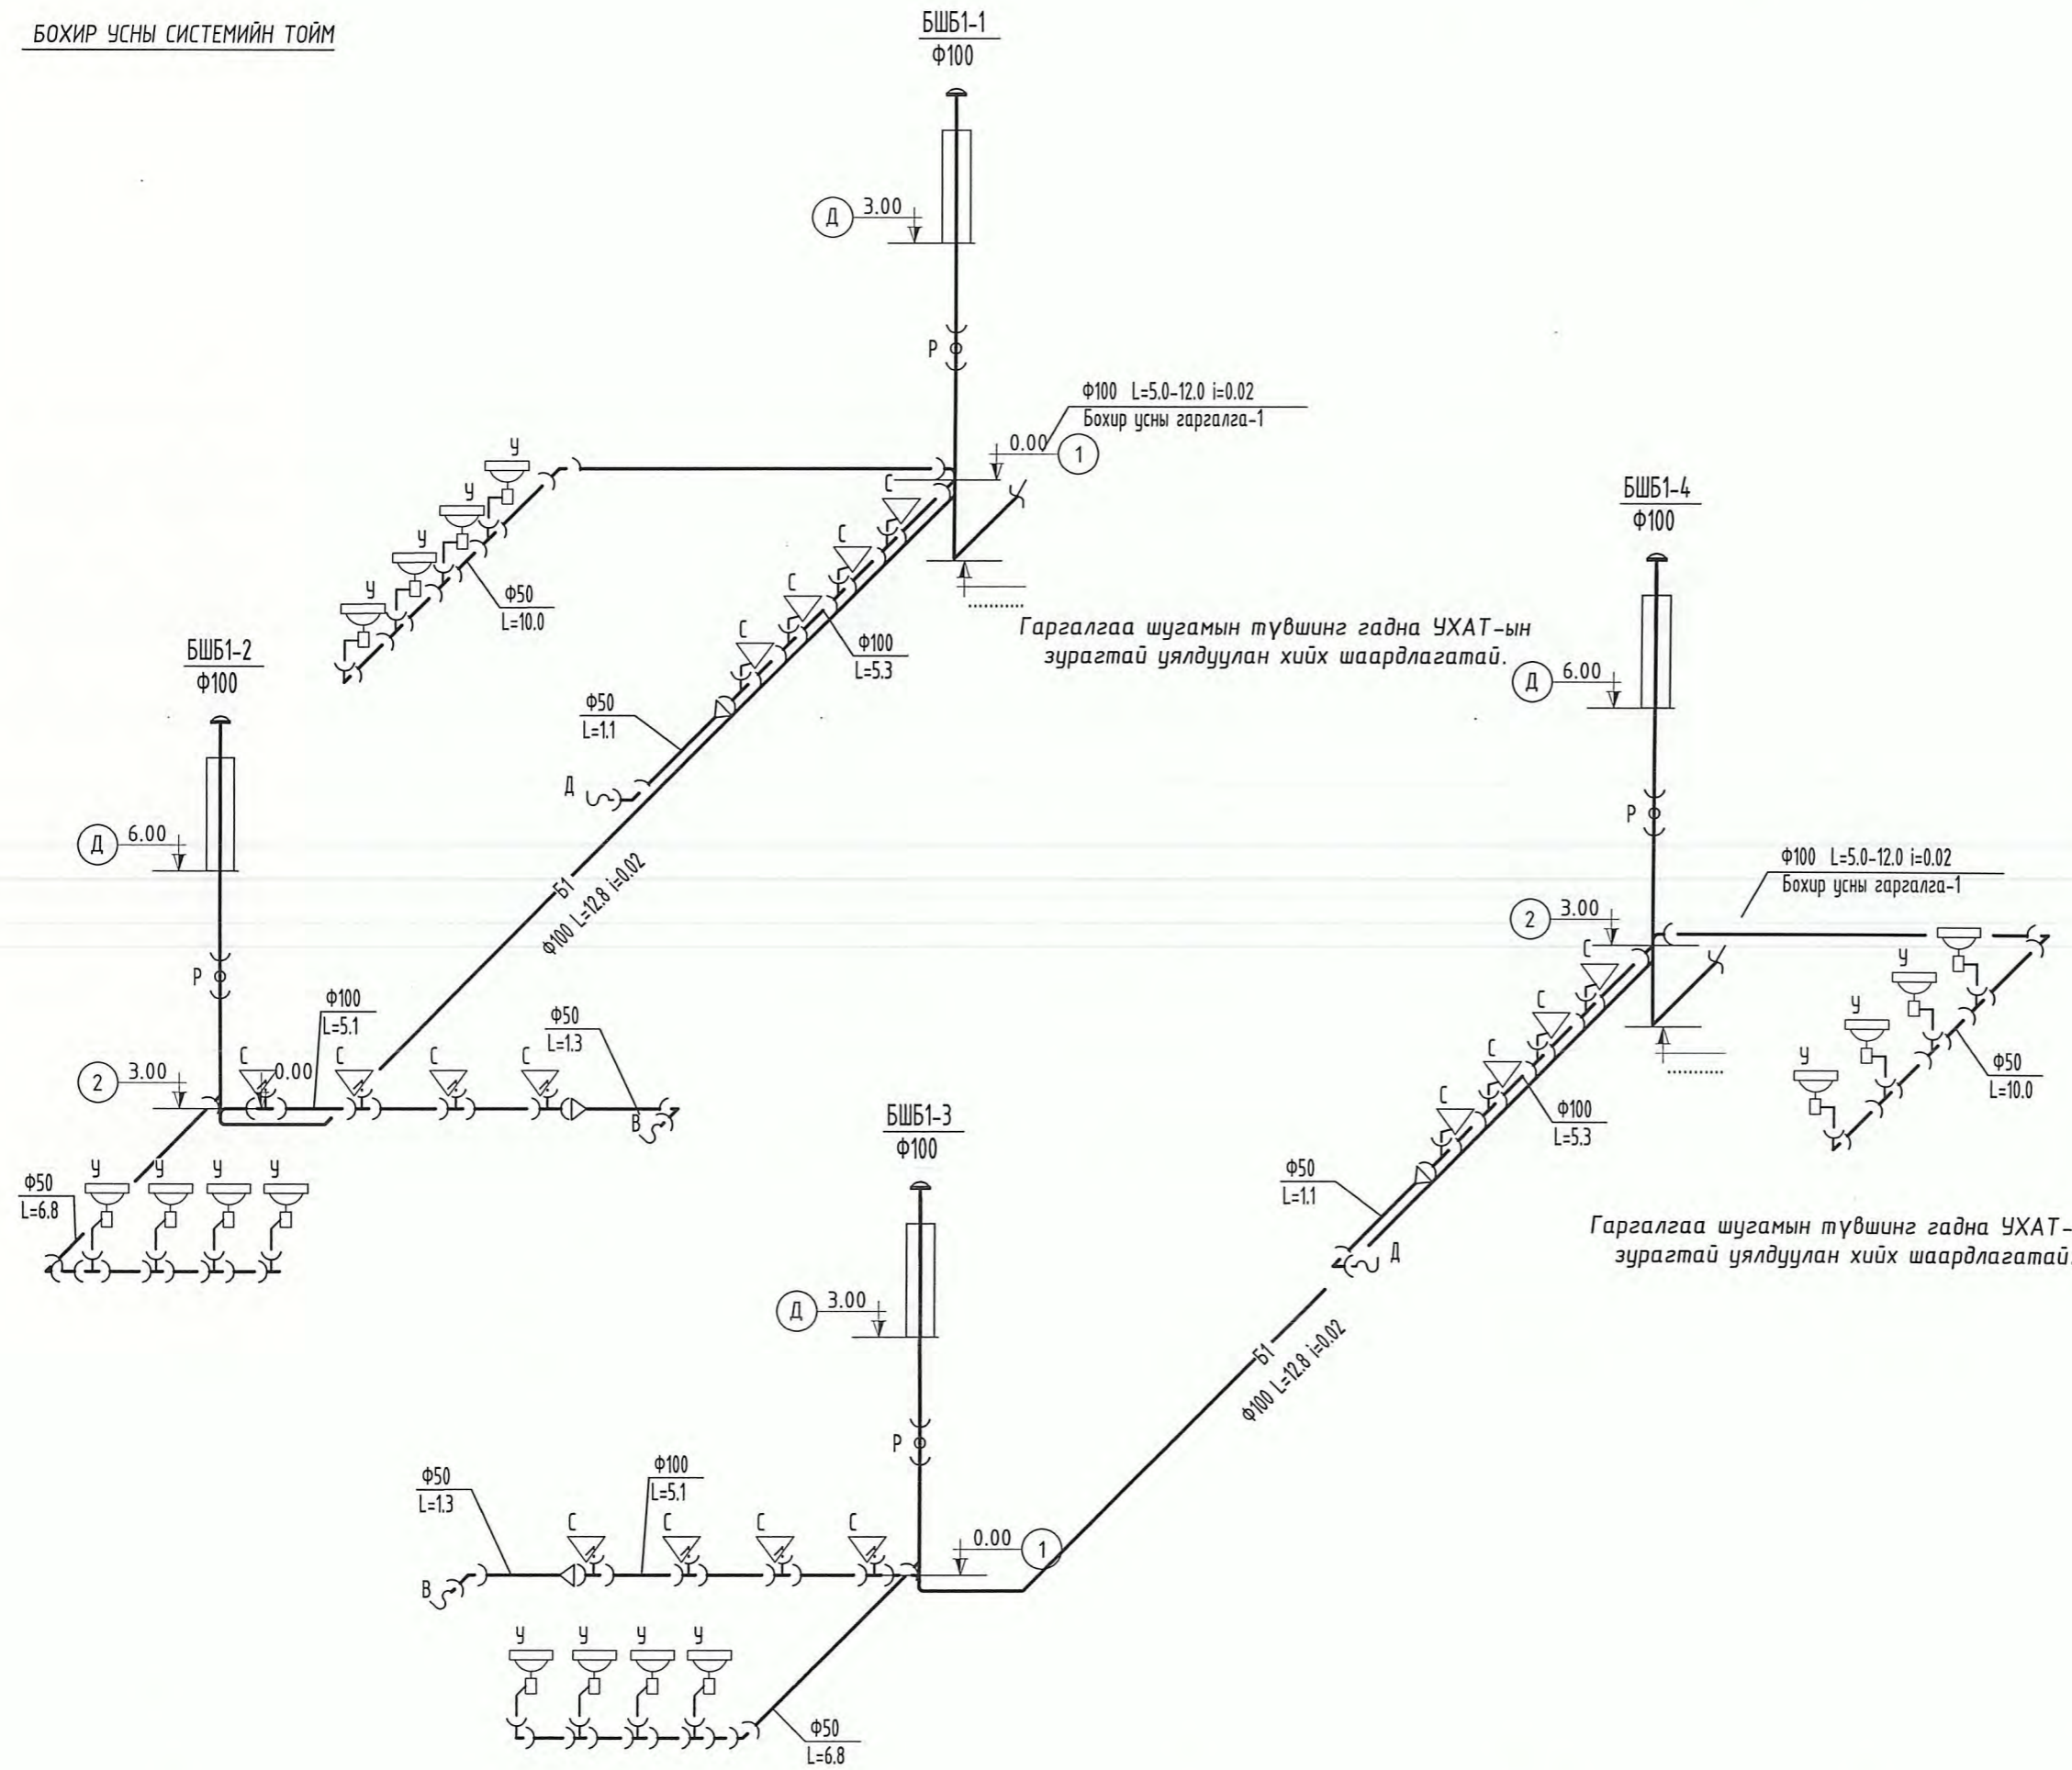 БОХИР УСНЫ СИСТЕМИЙН ТОЙМ
БШБ1-1
Ф100
Д 3.00
Р
Ф100 L=5.0-12.0 i=0.02
Бохир усны гаргалга-1
0.00 1
У
У
У
У
Ф50
L=10.0
С
С
С
С
Ф100
L=5.3
Гаргалгаа шугамын түвшинг гадна УХАТ-ын
зурагтай уялдуулан хийх шаардлагатай.
Ф50
L=1.1
Д
Б1
Ф100 L=12.8 i=0.02
БШБ1-2
Ф100
Д 6.00
Р
2 3.00
С
0.00
С
С
С
Ф100
L=5.1
Ф50
L=1.3
В
У
У
У
У
Ф50
L=6.8
БШБ1-4
Ф100
Д 6.00
Р
Ф100 L=5.0-12.0 i=0.02
Бохир усны гаргалга-1
2 3.00
С
С
С
С
У
У
У
Ф50
L=10.0
Ф100
L=5.3
Ф50
L=1.1
Д
Гаргалгаа шугамын түвшинг гадна УХАТ-
зурагтай уялдуулан хийх шаардлагатай.
Б1
Ф100 L=12.8 i=0.02
БШБ1-3
Ф100
Д 3.00
Р
0.00 1
Ф50
L=1.3
Ф100
L=5.1
С
С
С
С
В
У
У
У
У
Ф50
L=6.8